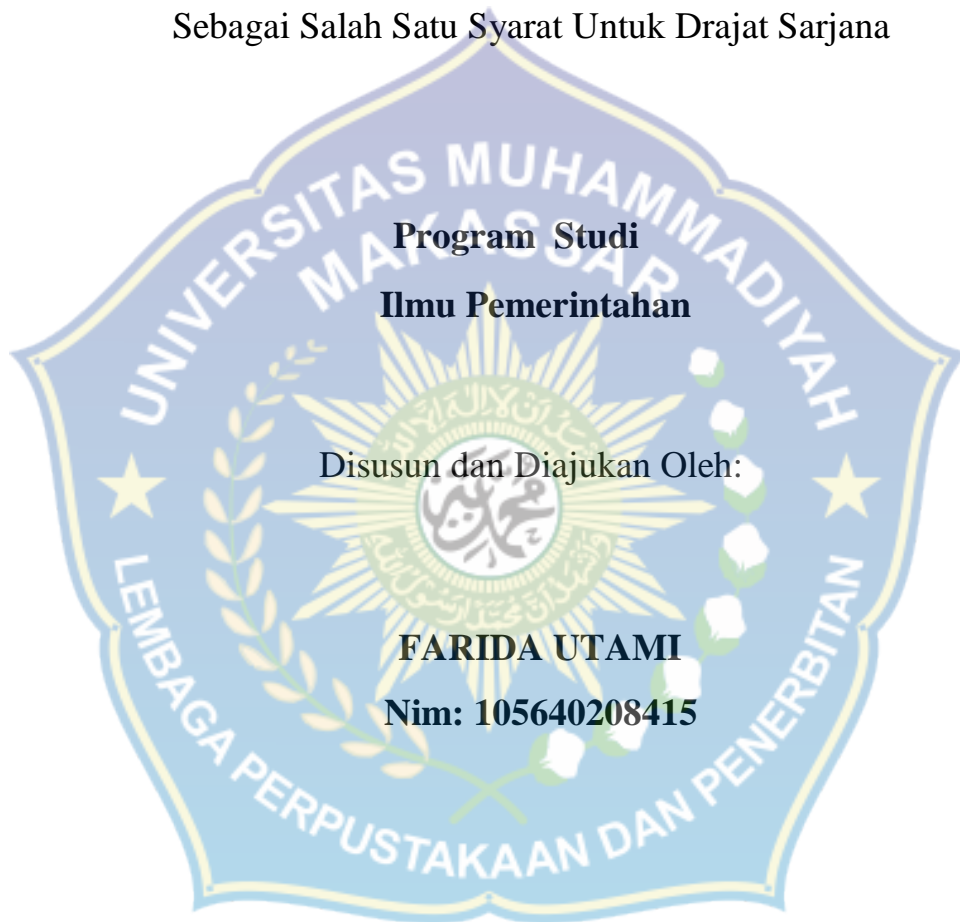 Sebagai Salah Satu Syarat Untuk Drajat Sarjana
UNIVERSITAS MUHAMMADIYAH
MAKASSAR
Program Studi
Ilmu Pemerintahan
Disusun dan Diajukan Oleh:
محمد
FARIDA UTAMI
Nim: 105640208415
LEMBAGA PERPUSTAKAAN DAN PENERBITAN